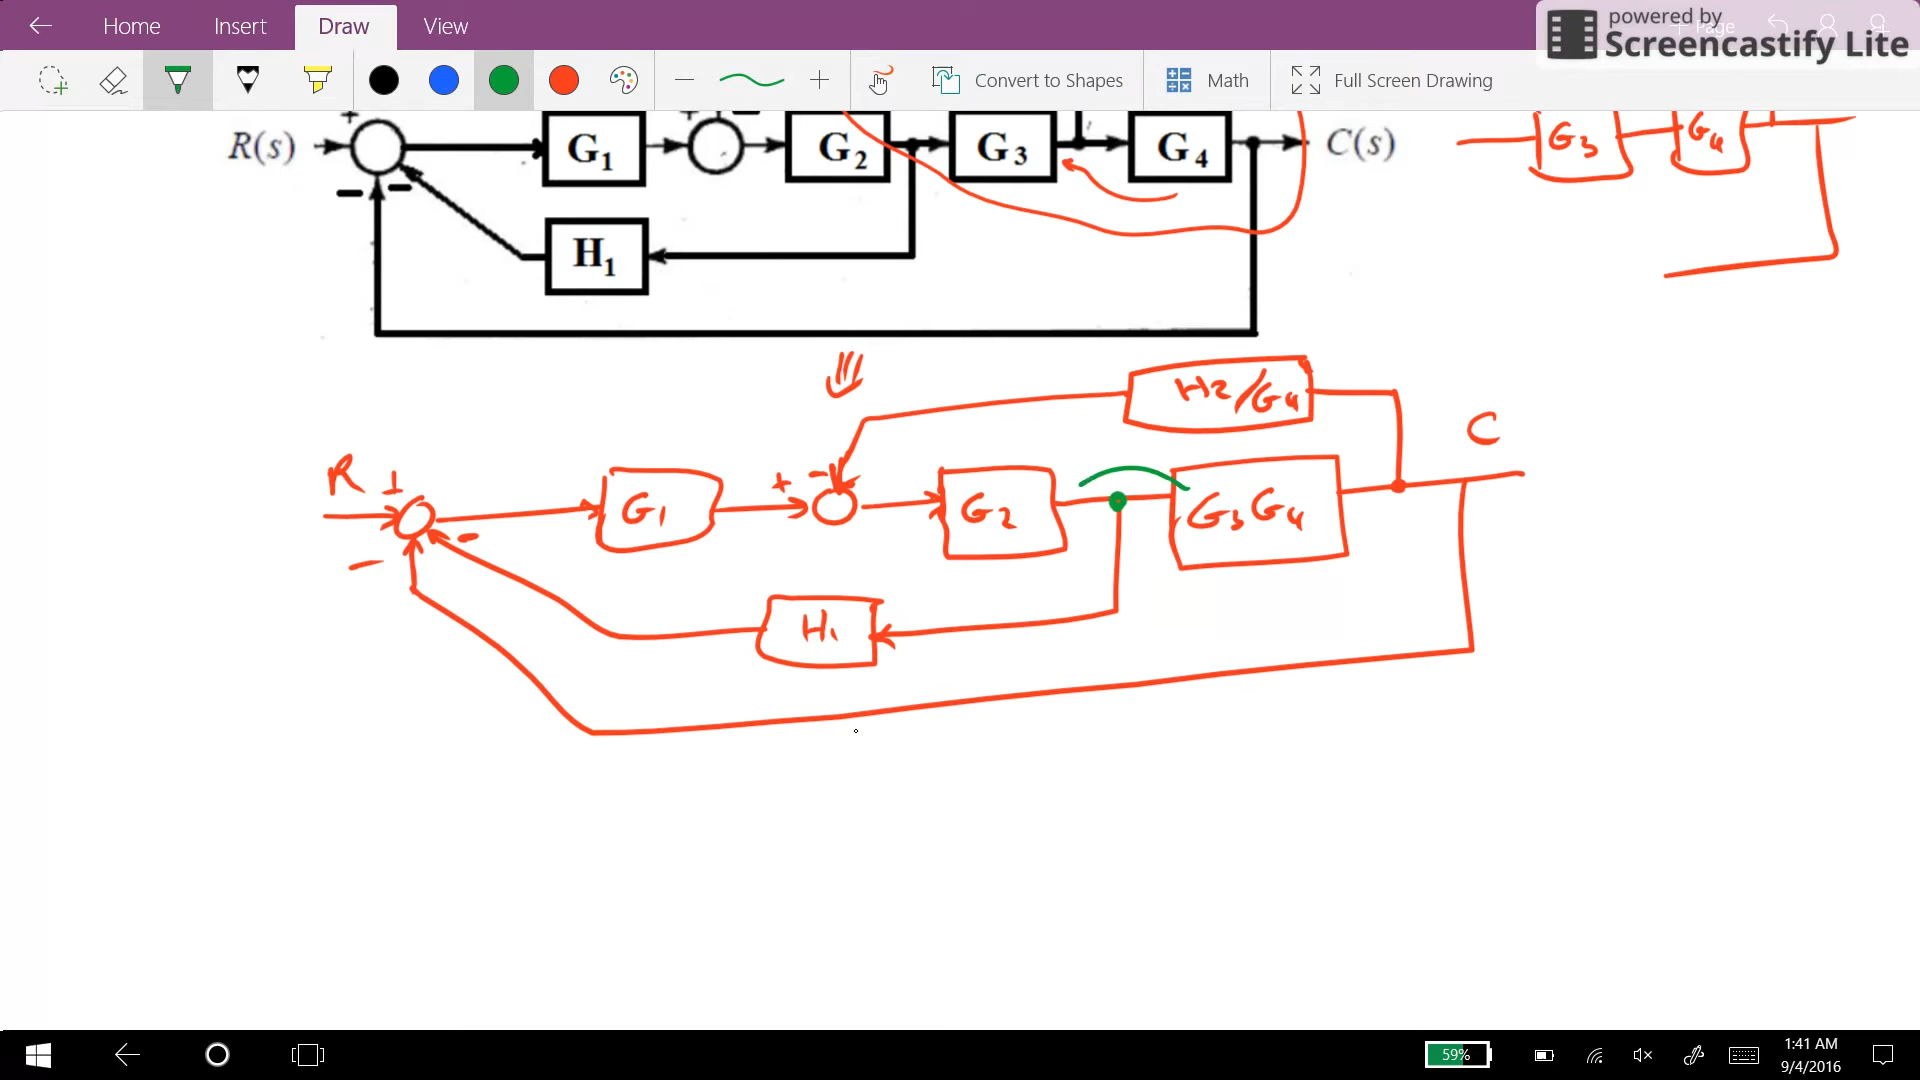 Home Insert Draw View
powered by
Screencastify Lite
Page
Convert to Shapes Math Full Screen Drawing
R(s) + G1 + − G2 G3 G4 C(s)
− −
H1
G3 G4
H2/G4
C
R + G1 + − G2 G3G4
− −
H1
59%
1:41 AM
9/4/2016